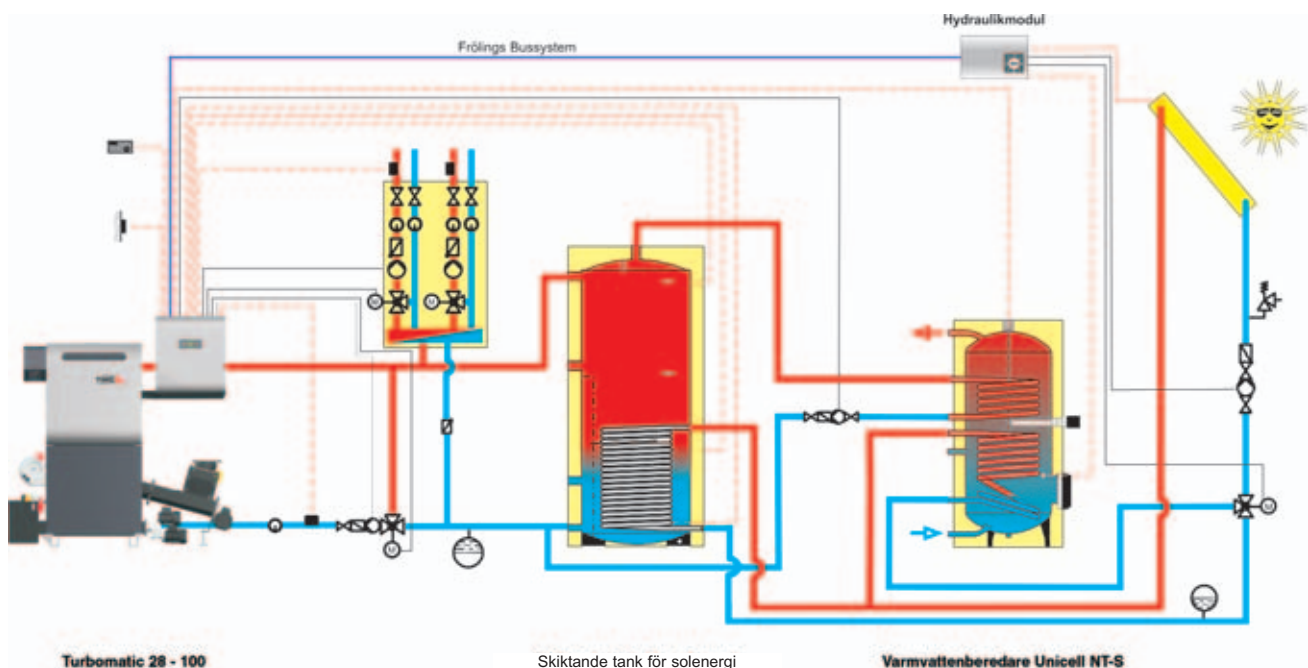 Hydraulikmodul
Frölings Bussystem
M
M
M
M
Turbomatic 28 - 100
Skiktande tank för solenergi
Varmvattenberedare Unicell NT-S